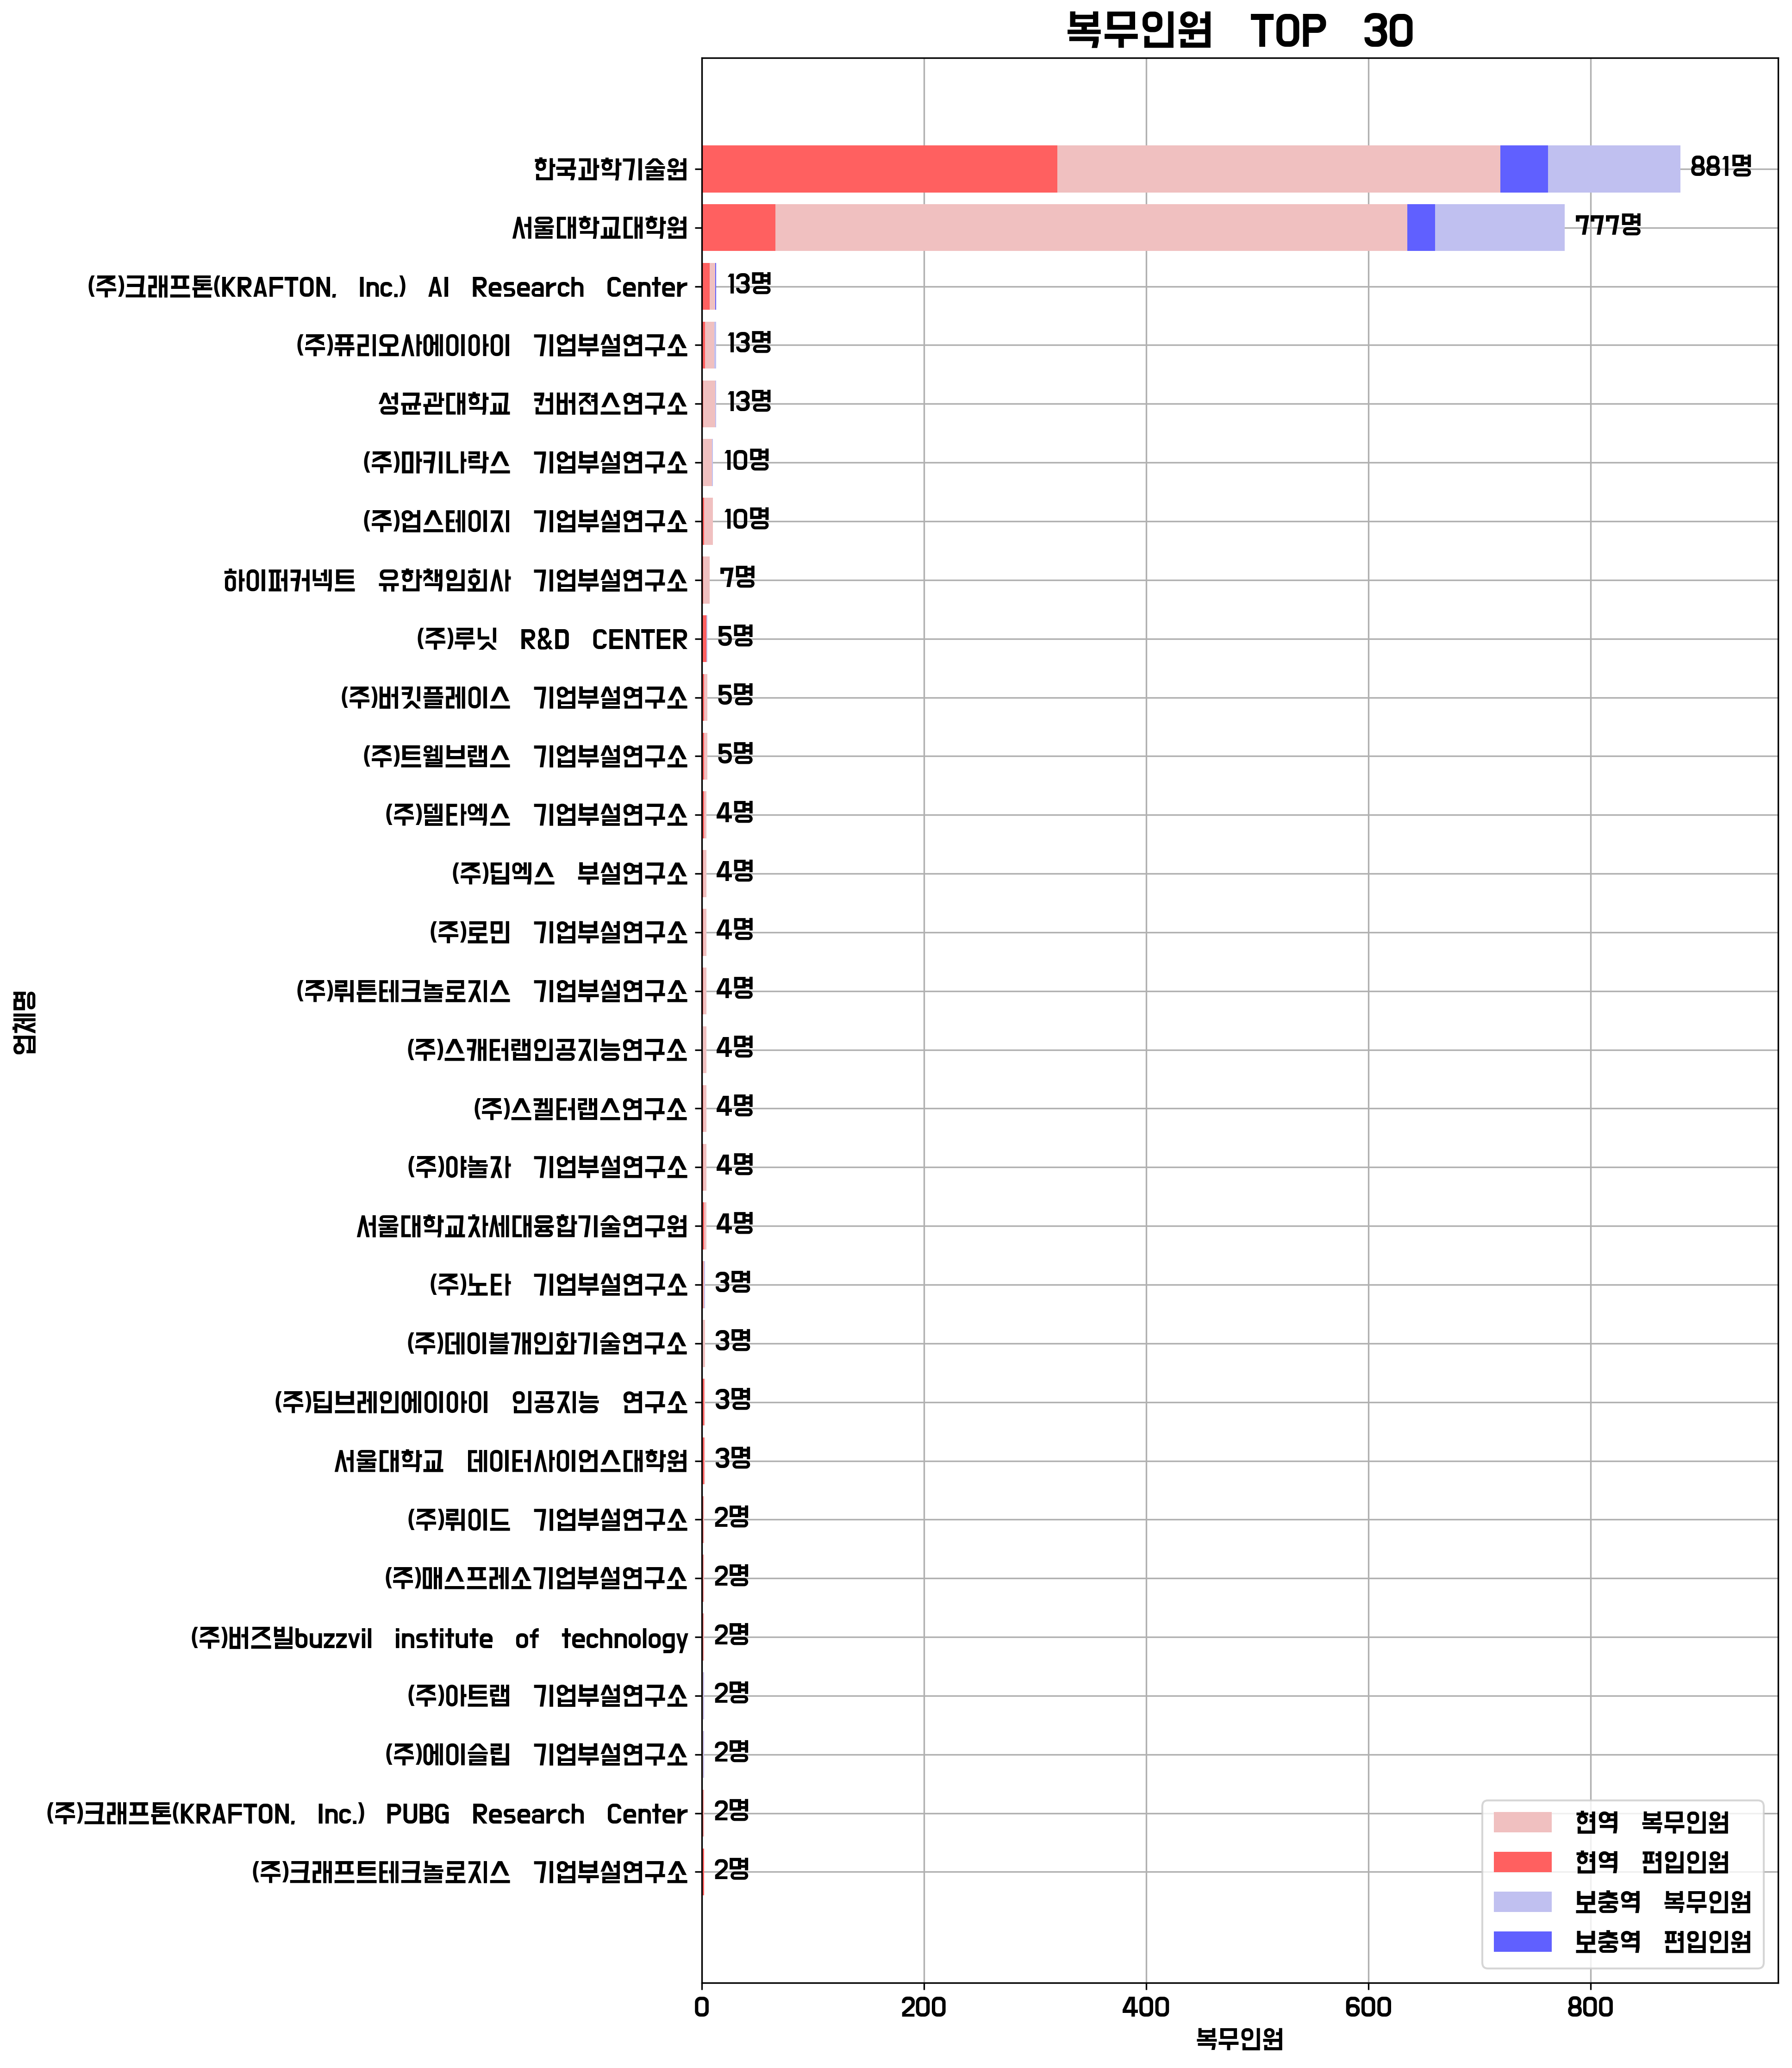 복무인원 TOP 30
한국과학기술원
881명
서울대학교대학원
777명
(주)크래프톤(KRAFTON, Inc.) AI Research Center
13명
(주)퓨리오사에이아이 기업부설연구소
13명
성균관대학교 컨버젼스연구소
13명
(주)마키나락스 기업부설연구소
10명
(주)업스테이지 기업부설연구소
10명
하이퍼커넥트 유한책임회사 기업부설연구소
7명
(주)루닛 R&D CENTER
5명
(주)버킷플레이스 기업부설연구소
5명
(주)트웰브랩스 기업부설연구소
5명
(주)델타엑스 기업부설연구소
4명
(주)딥엑스 부설연구소
4명
(주)로민 기업부설연구소
4명
(주)뤼튼테크놀로지스 기업부설연구소
4명
(주)스캐터랩인공지능연구소
4명
(주)스켈터랩스연구소
4명
(주)야놀자 기업부설연구소
4명
서울대학교차세대융합기술연구원
4명
(주)노타 기업부설연구소
3명
(주)데이블개인화기술연구소
3명
(주)딥브레인에이아이 인공지능 연구소
3명
서울대학교 데이터사이언스대학원
3명
(주)뤼이드 기업부설연구소
2명
(주)매스프레소기업부설연구소
2명
(주)버즈빌buzzvil institute of technology
2명
(주)아트랩 기업부설연구소
2명
(주)에이슬립 기업부설연구소
2명
(주)크래프톤(KRAFTON, Inc.) PUBG Research Center
2명
(주)크래프트테크놀로지스 기업부설연구소
2명
업체명
현역 복무인원
현역 편입인원
보충역 복무인원
보충역 편입인원
0 200 400 600 800
복무인원